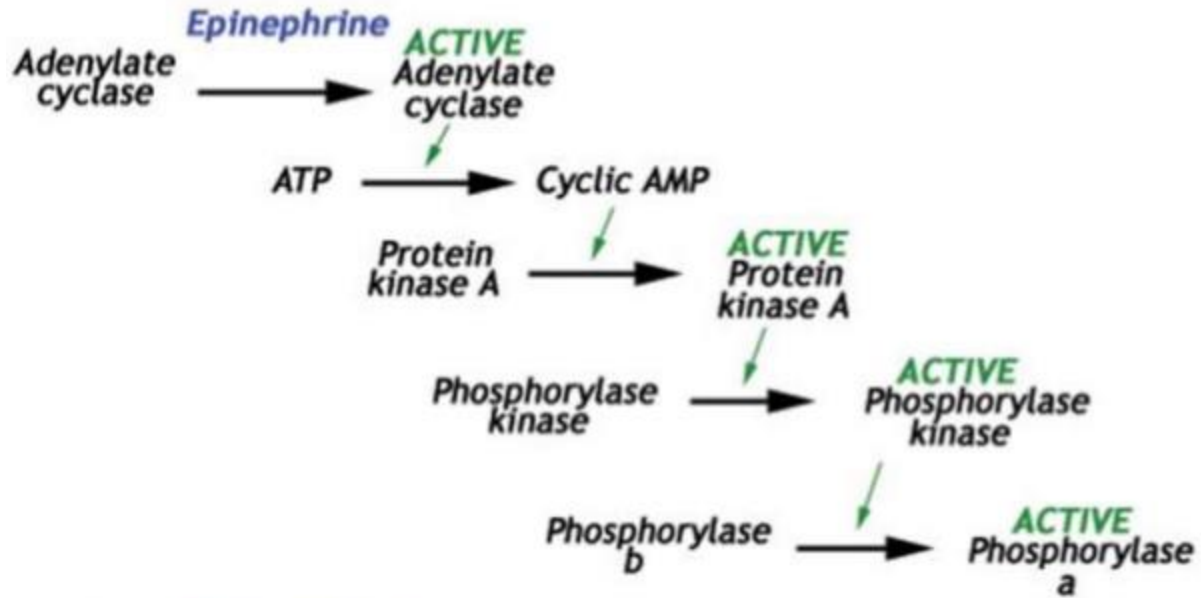 Epinephrine
Adenylate
cyclase
ACTIVE
Adenylate
cyclase
ATP
Cyclic AMP
Protein
kinase A
ACTIVE
Protein
kinase A
Phosphorylase
kinase
ACTIVE
Phosphorylase
kinase
Phosphorylase
b
ACTIVE
Phosphorylase
a